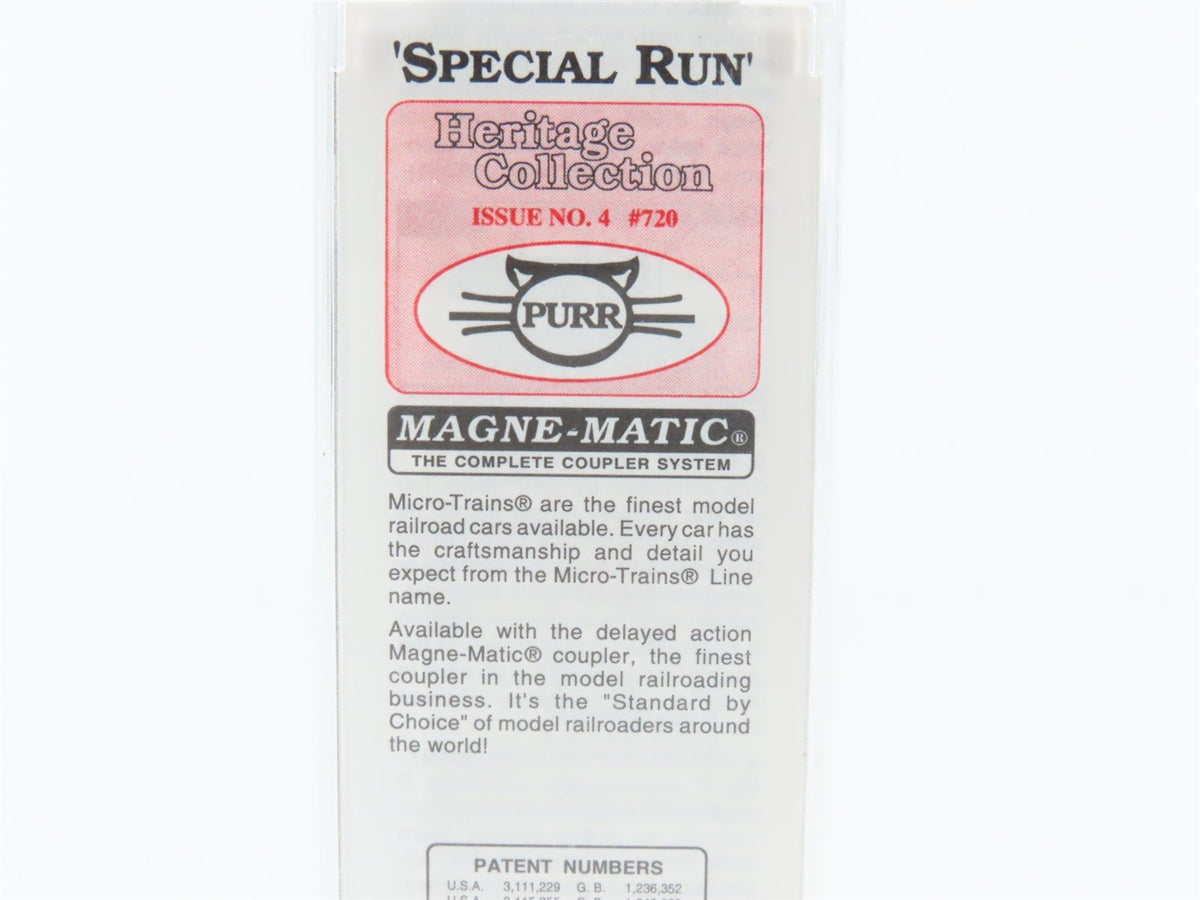 'SPECIAL RUN'
Heritage
Collection
ISSUE NO. 4 #720
PURR
MAGNE-MATIC®
THE COMPLETE COUPLER SYSTEM
Micro-Trains® are the finest model
railroad cars available. Every car has
the craftsmanship and detail you
expect from the Micro-Trains® Line
name.
Available with the delayed action
Magne-Matic® coupler, the finest
coupler in the model railroading
business. It's the "Standard by
Choice" of model railroaders around
the world!
PATENT NUMBERS
U.S.A. 3,111,229 G. B. 1,236,352